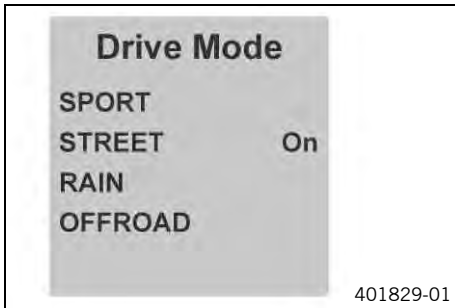 Drive Mode
SPORT
STREET On
RAIN
OFFROAD
401829-01